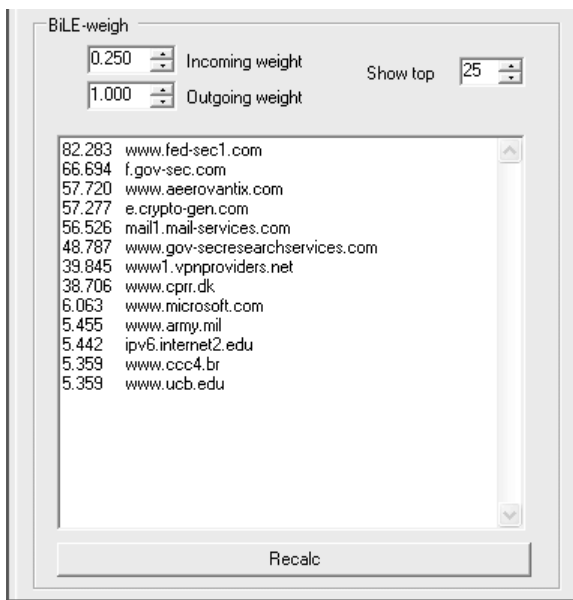 BiLE-weigh
0.250 Incoming weight
Show top 25
1.000 Outgoing weight
82.283 www.fed-sec1.com
66.694 f.gov-sec.com
57.720 www.aeerovantix.com
57.277 e.crypto-gen.com
56.526 mail1.mail-services.com
48.787 www.gov-secresearchservices.com
39.845 www1.vpnproviders.net
38.706 www.cprr.dk
6.063 www.microsoft.com
5.455 www.army.mil
5.442 ipv6.internet2.edu
5.359 www.ccc4.br
5.359 www.ucb.edu
Recalc